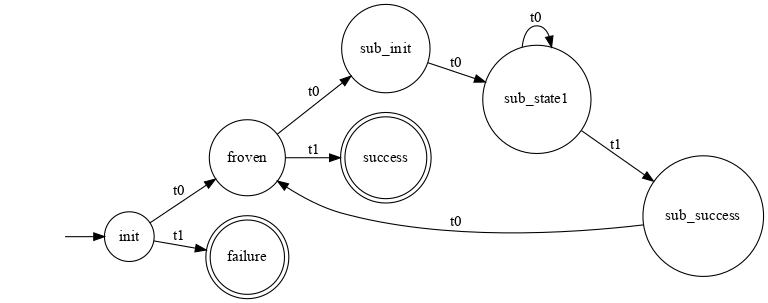 t0
sub_init
t0
sub_state1
t0
t1
froven
t1
success
t0
sub_success
t0
init
t1
failure